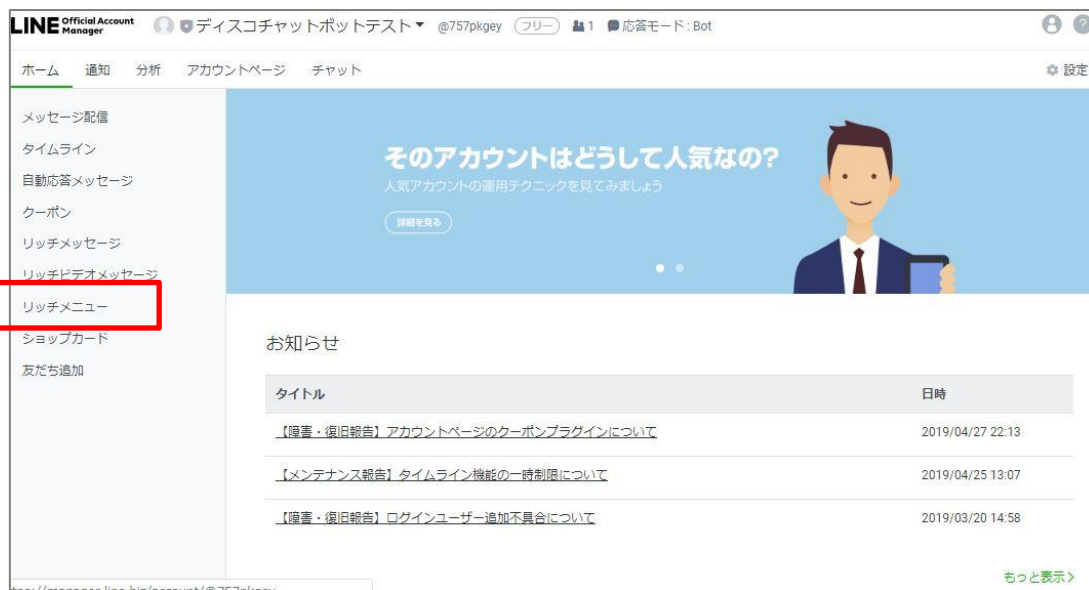 LINE Official Account Manager ディスコチャットボットテスト @757pkgey フリー 1 応答モード : Bot
ホーム 通知 分析 アカウントページ チャット 設定
メッセージ配信
タイムライン
自動応答メッセージ
クーポン
リッチメッセージ
リッチビデオメッセージ
リッチメニュー
ショップカード
友だち追加
そのアカウントはどうして人気なの?
人気アカウントの運用テクニックを見てみましょう
詳細を見る
お知らせ
タイトル 日時
【障害・復旧報告】アカウントページのクーポンプラグインについて 2019/04/27 22:13
【メンテナンス報告】タイムライン機能の一時制限について 2019/04/25 13:07
【障害・復旧報告】ログインユーザー追加不具合について 2019/03/20 14:58
もっと表示